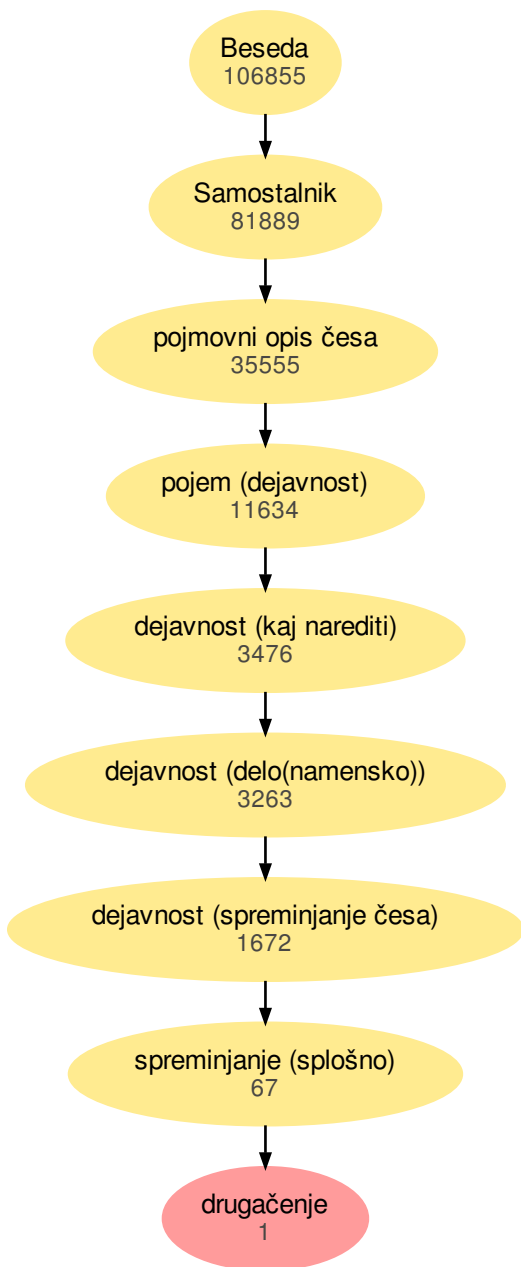 Beseda
106855
Samostalnik
81889
pojmovni opis česa
35555
pojem (dejavnost)
11634
dejavnost (kaj narediti)
3476
dejavnost (delo(namensko))
3263
dejavnost (spreminjanje česa)
1672
spreminjanje (splošno)
67
drugačenje
1